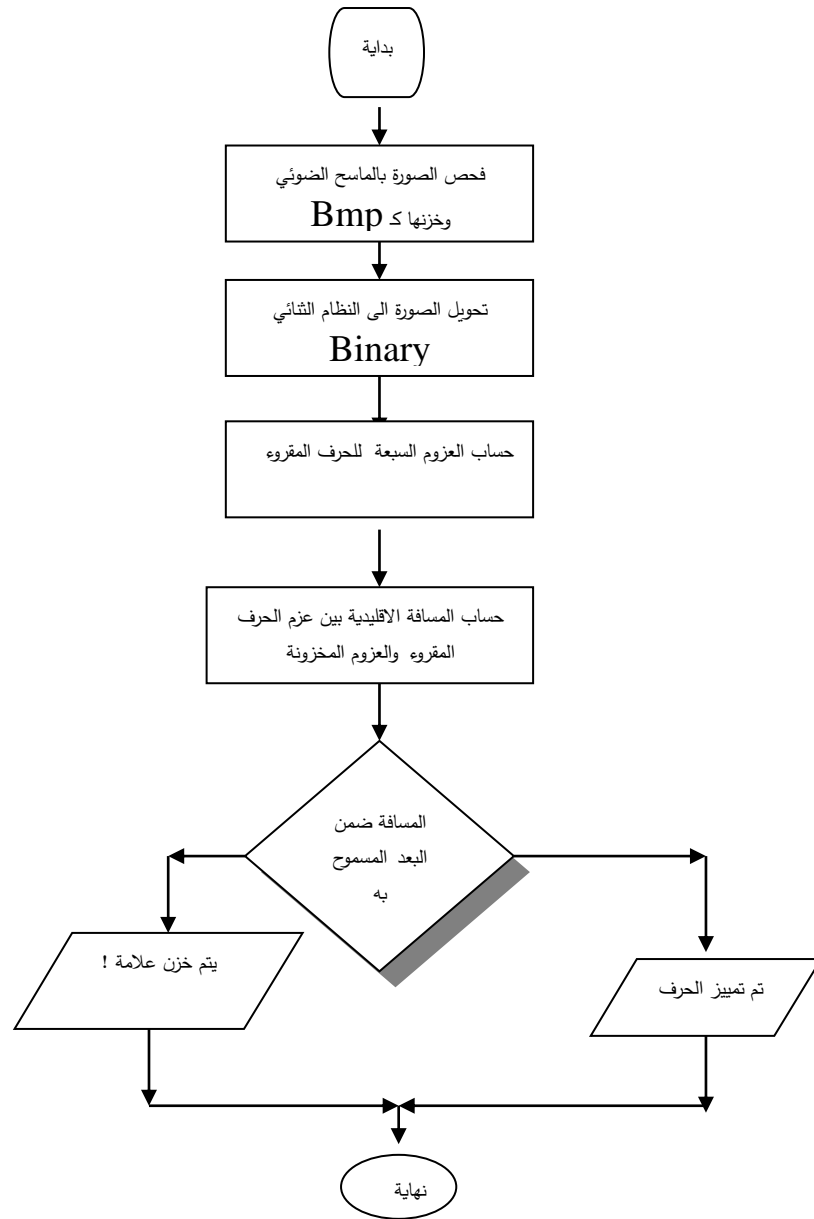 بداية
فحص الصورة بالماسح الضوئي
وخزنها كـ Bmp
تحويل الصورة الى النظام الثنائي
Binary
حساب العزوم السبعة للحرف المقروء
حساب المسافة الاقليدية بين عزم الحرف
المقروء والعزوم المخزونة
المسافة ضمن
البعد المسموح
به
يتم خزن علامة !
تم تمييز الحرف
نهاية